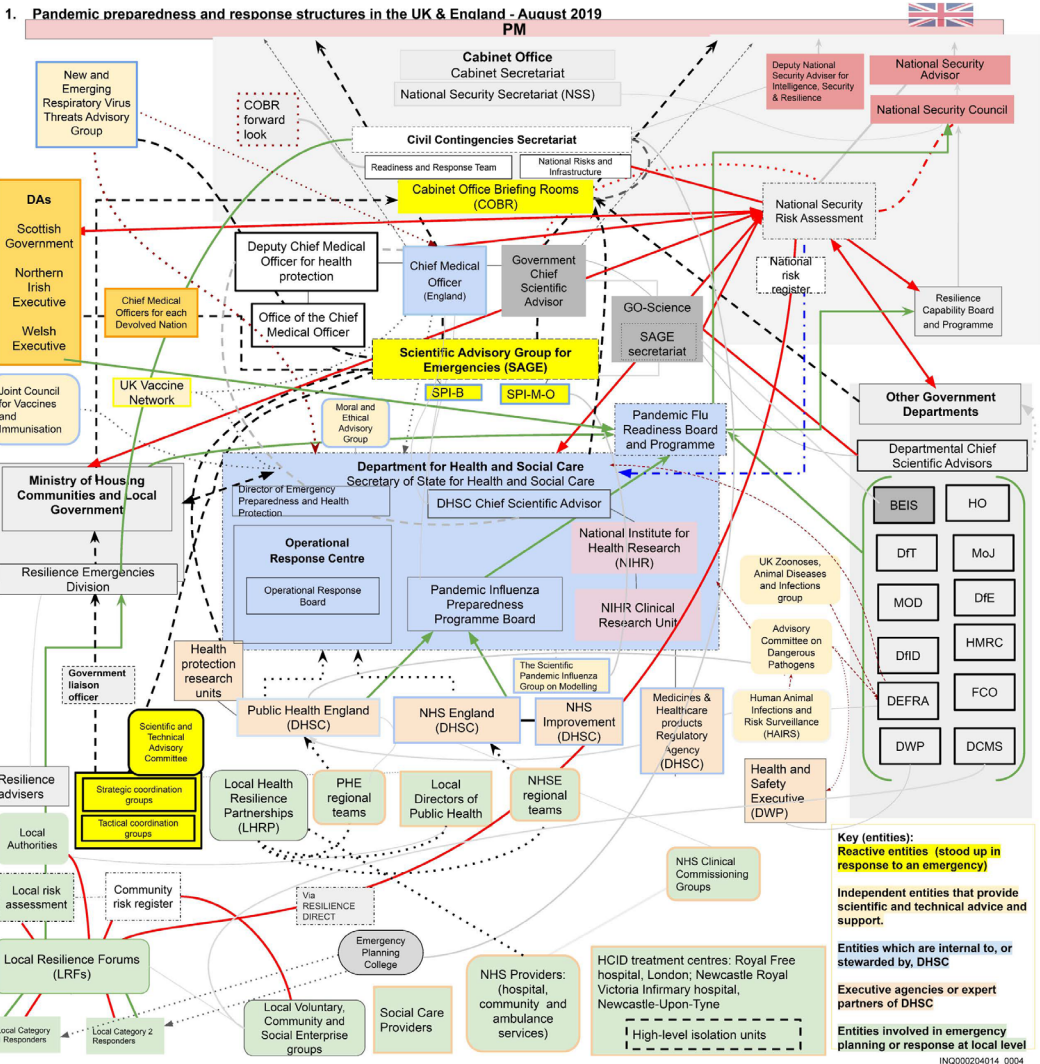 1. Pandemic preparedness and response structures in the UK & England - August 2019
PM
Cabinet Office
Cabinet Secretariat
National Security Secretariat (NSS)
Deputy National
Security Adviser for
Intelligence, Security
& Resilience
National Security
Advisor
National Security Council
New and
Emerging
Respiratory Virus
Threats Advisory
Group
COBR
forward
look
Civil Contingencies Secretariat
Readiness and Response Team
National Risks and
Infrastructure
Cabinet Office Briefing Rooms
(COBR)
DAs
Scottish
Government
Northern
Irish
Executive
Welsh
Executive
National Security
Risk Assessment
Deputy Chief Medical
Officer for health
protection
Chief Medical
Officer
(England)
Government
Chief
Scientific
Advisor
National
risk
register
Chief Medical
Officers for each
Devolved Nation
Office of the Chief
Medical Officer
GO-Science
SAGE
secretariat
Resilience
Capability Board
and Programme
Scientific Advisory Group for
Emergencies (SAGE)
SPI-B
SPI-M-O
UK Vaccine
Network
Joint Council
for Vaccines
and
Immunisation
Moral and
Ethical
Advisory
Group
Pandemic Flu
Readiness Board
and Programme
Other Government
Departments
Departmental Chief
Scientific Advisors
Ministry of Housing
Communities and Local
Government
Department for Health and Social Care
Secretary of State for Health and Social Care
Director of Emergency
Preparedness and Health
Protection
DHSC Chief Scientific Advisor
Operational
Response Centre
Operational Response
Board
National Institute for
Health Research
(NIHR)
NIHR Clinical
Research Unit
Pandemic Influenza
Preparedness
Programme Board
Resilience Emergencies
Division
BEIS
HO
DfT
MoJ
MOD
DfE
DfID
HMRC
DEFRA
FCO
DWP
DCMS
UK Zoonoses,
Animal Diseases
and Infections
group
Advisory
Committee on
Dangerous
Pathogens
Human Animal
Infections and
Risk Surveillance
(HAIRS)
Government
liaison
officer
Health
protection
research
units
The Scientific
Pandemic Influenza
Group on Modelling
Public Health England
(DHSC)
NHS England
(DHSC)
NHS
Improvement
(DHSC)
Medicines &
Healthcare
products
Regulatory
Agency
(DHSC)
Scientific and
Technical
Advisory
Committee
Strategic coordination
groups
Tactical coordination
groups
Resilience
advisers
Local Health
Resilience
Partnerships
(LHRP)
PHE
regional
teams
Local
Directors of
Public Health
NHSE
regional
teams
Health and
Safety
Executive
(DWP)
Local
Authorities
Local risk
assessment
Community
risk register
Via
RESILIENCE
DIRECT
NHS Clinical
Commissioning
Groups
Local Resilience Forums
(LRFs)
Emergency
Planning
College
Local Category
Responders
Local Category 2
Responders
Local Voluntary,
Community and
Social Enterprise
groups
Social Care
Providers
NHS Providers:
(hospital,
community and
ambulance
services)
HCID treatment centres: Royal Free
hospital, London; Newcastle Royal
Victoria Infirmary hospital,
Newcastle-Upon-Tyne
High-level isolation units
Key (entities):
Reactive entities (stood up in
response to an emergency)
Independent entities that provide
scientific and technical advice and
support.
Entities which are internal to, or
stewarded by, DHSC
Executive agencies or expert
partners of DHSC
Entities involved in emergency
planning or response at local level
INQ000204014_0004